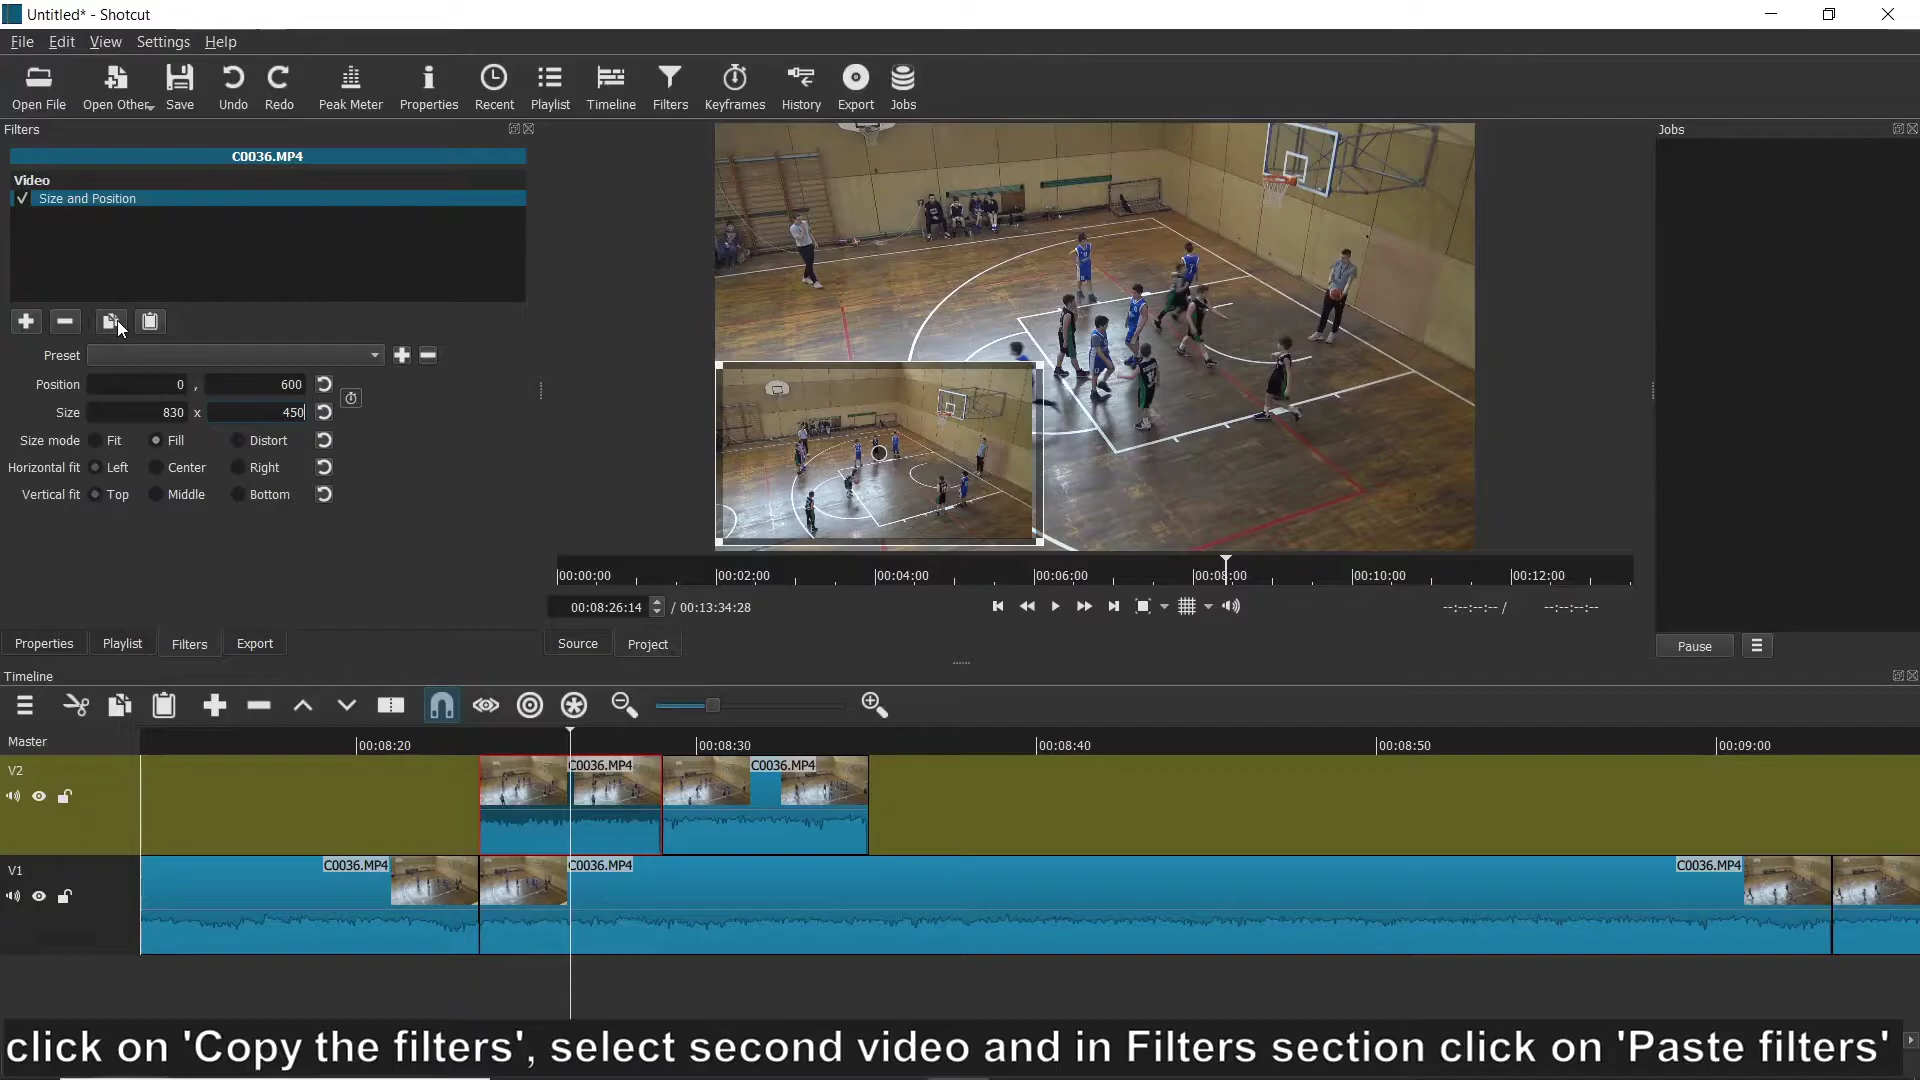 Untitled* - Shotcut
File Edit View Settings Help
Open File Open Other Save Undo Redo Peak Meter Properties Recent Playlist Timeline Filters Keyframes History Export Jobs
Filters
Jobs
C0036.MP4
Video
Size and Position
Preset
Position 0 , 600
Size 830 x 450
Size mode Fit Fill Distort
Horizontal fit Left Center Right
Vertical fit Top Middle Bottom
00:00:00 00:02:00 00:04:00 00:06:00 00:08:00 00:10:00 00:12:00
00:08:26:14 / 00:13:34:28 --:--:--:-- / --:--:--:--
Properties Playlist Filters Export Source Project Pause
Timeline
Master 00:08:20 00:08:30 00:08:40 00:08:50 00:09:00
V2 C0036.MP4 C0036.MP4
V1 C0036.MP4 C0036.MP4 C0036.MP4
click on 'Copy the filters', select second video and in Filters section click on 'Paste filters'